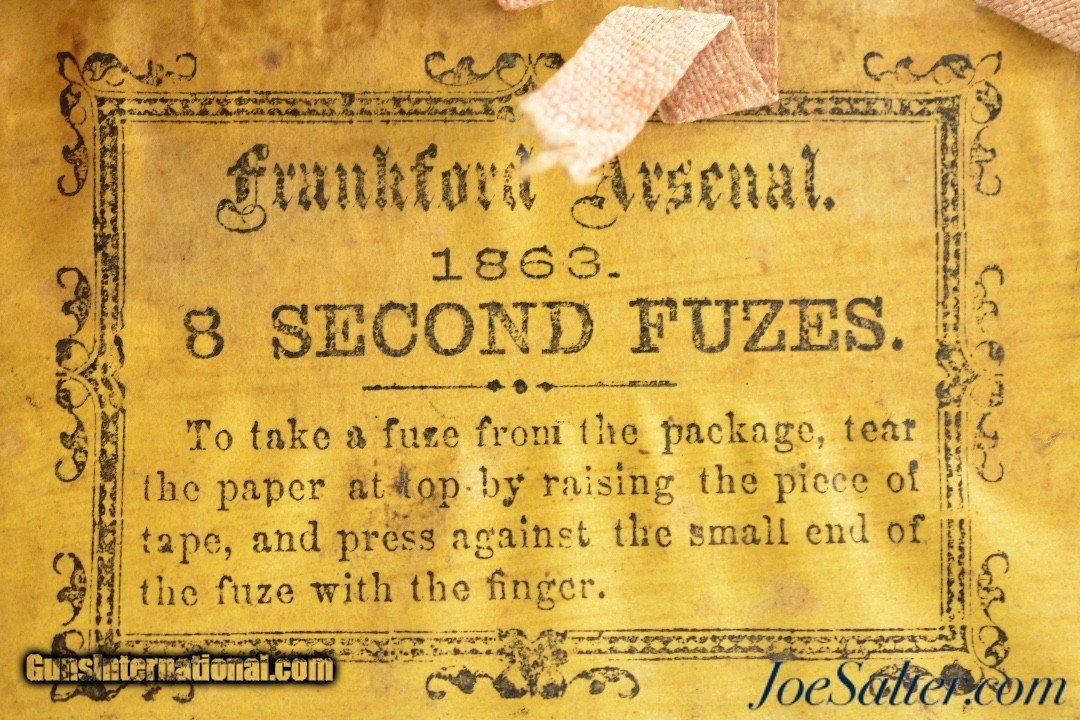 Frankford Arsenal.
1863.
8 SECOND FUZES.
To take a fuze from the package, tear
the paper at top by raising the piece of
tape, and press against the small end of
the fuze with the finger.
GunsInternational.com
JoeSalter.com